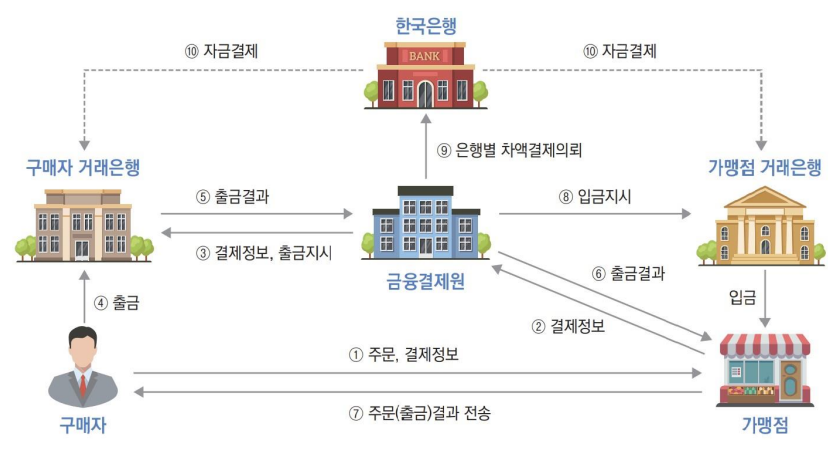 한국은행
⑩ 자금결제
⑩ 자금결제
BANK
⑨ 은행별 차액결제의뢰
구매자 거래은행
가맹점 거래은행
⑤ 출금결과
⑧ 입금지시
③ 결제정보, 출금지시
금융결제원
⑥ 출금결과
④ 출금
입금
② 결제정보
① 주문, 결제정보
⑦ 주문(출금)결과 전송
구매자
가맹점